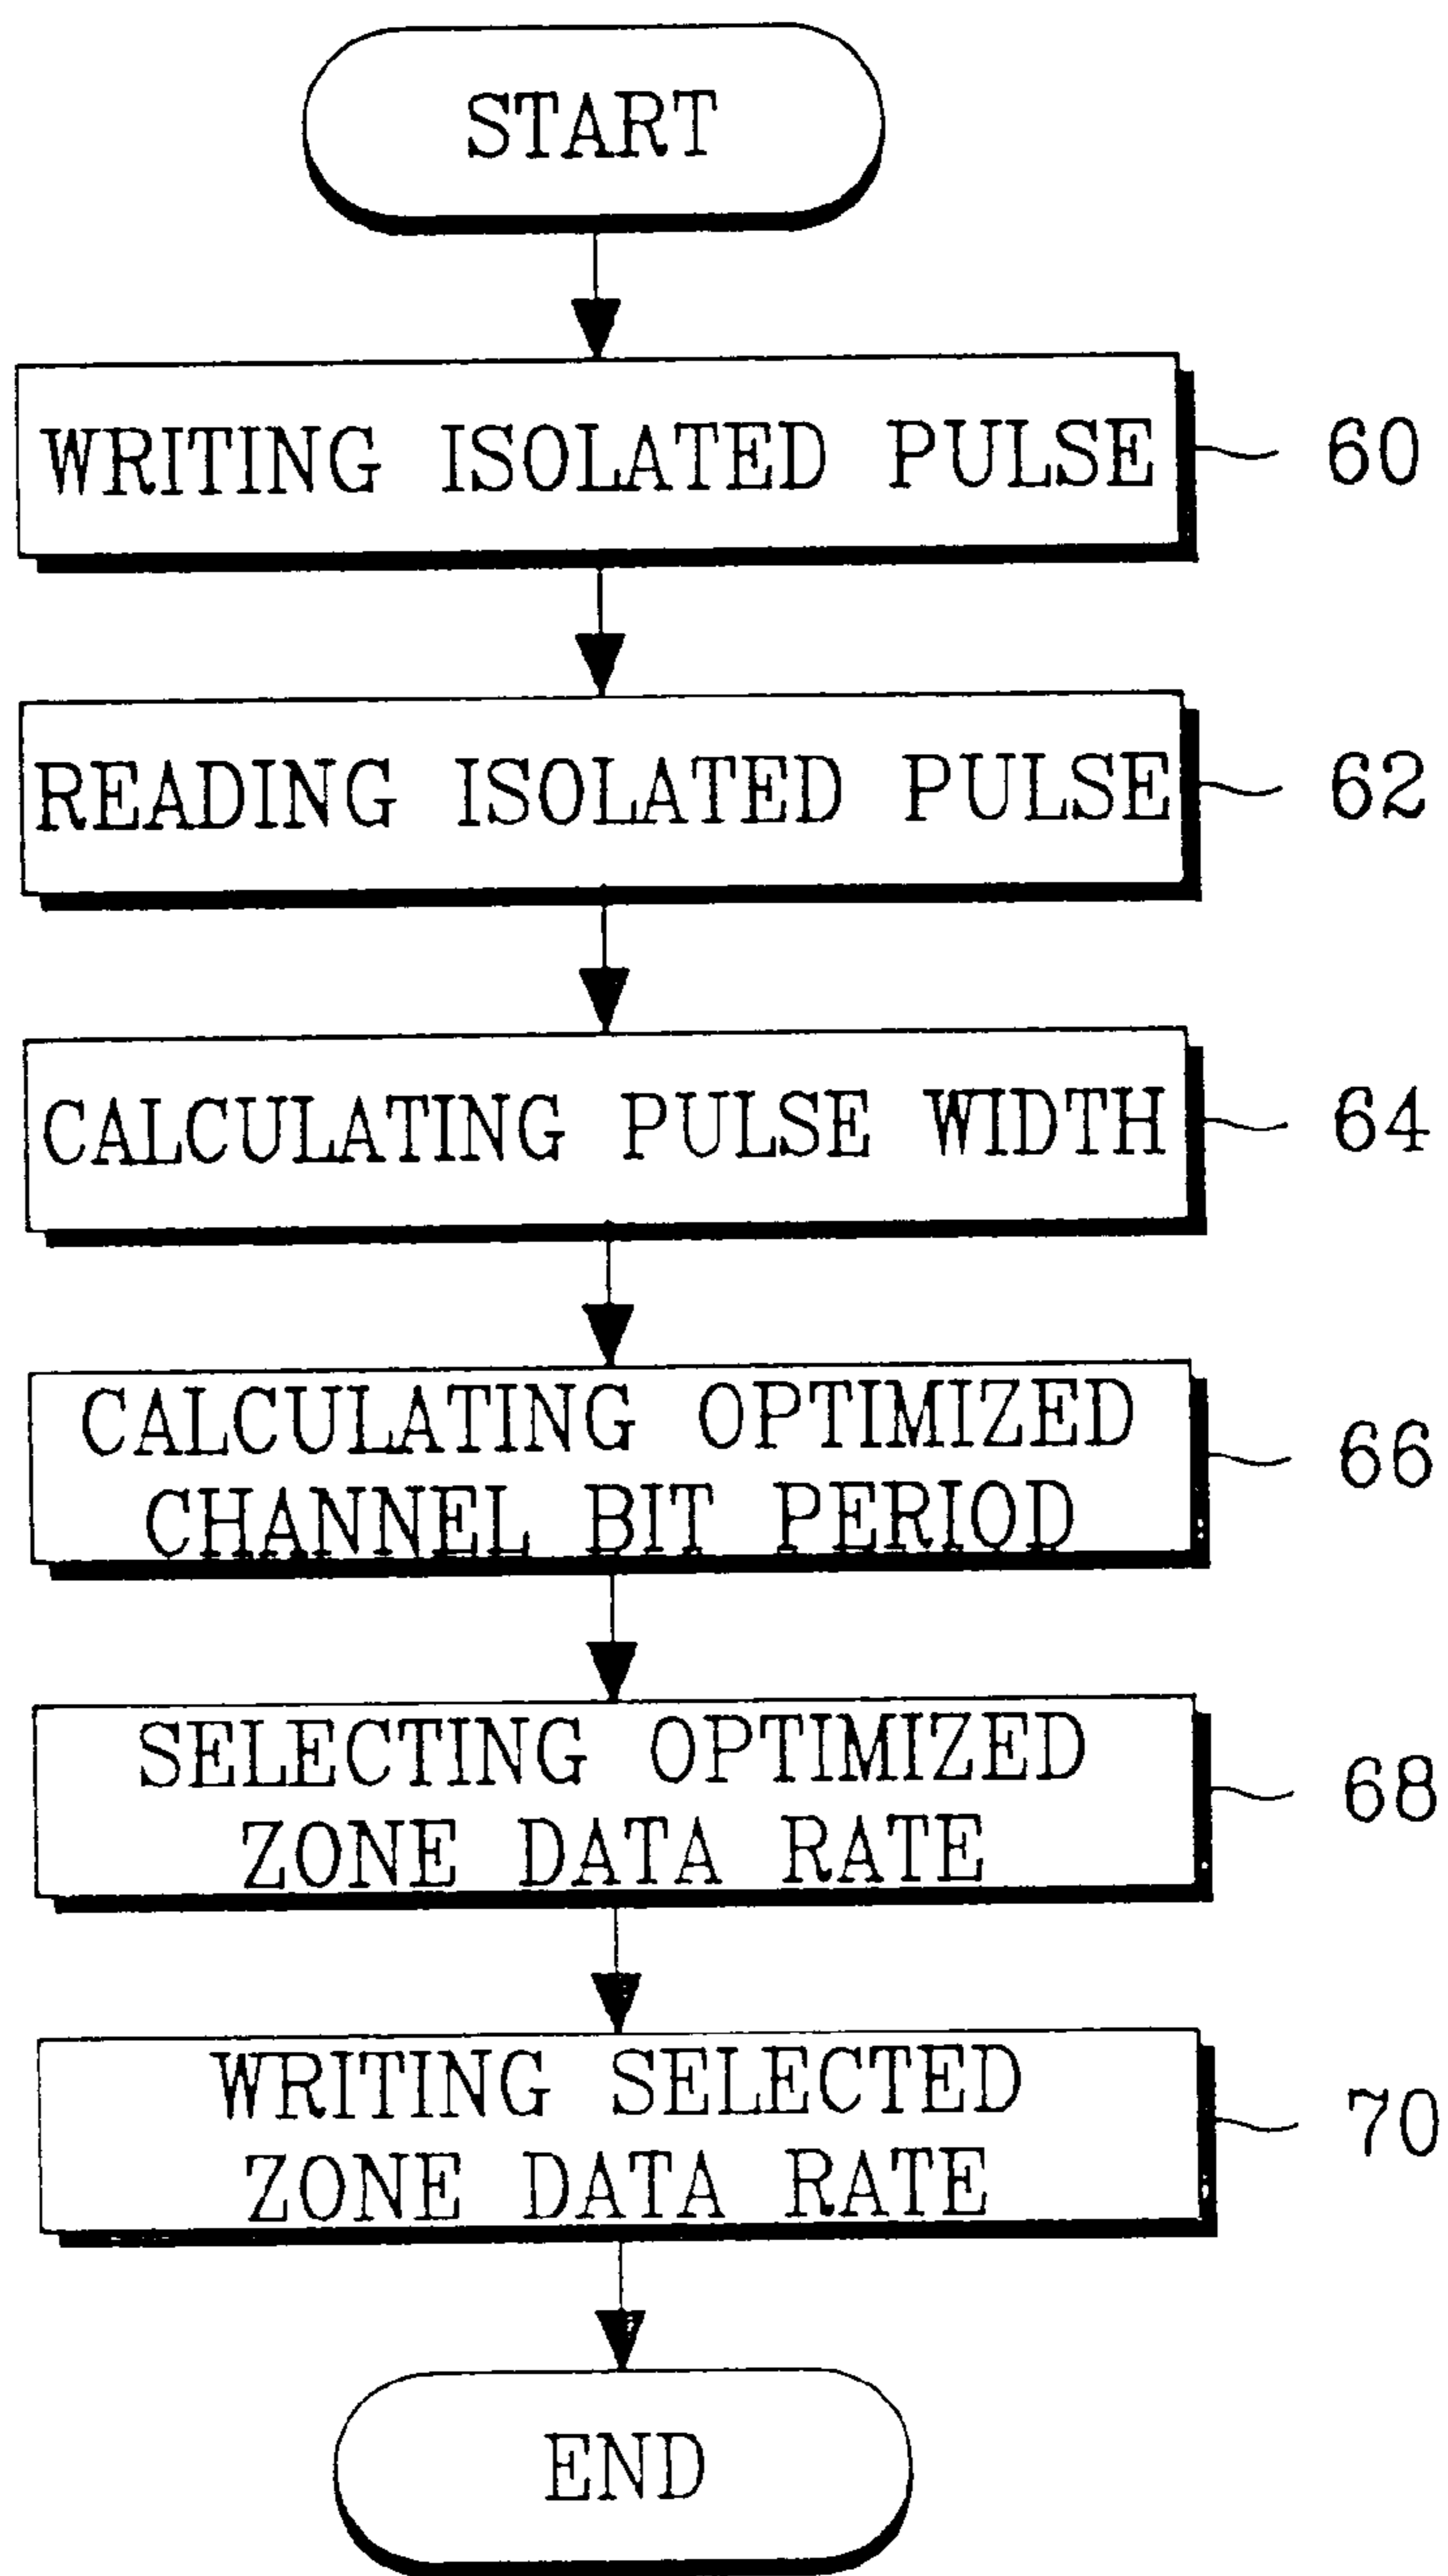 START
WRITING ISOLATED PULSE 60
READING ISOLATED PULSE 62
CALCULATING PULSE WIDTH 64
CALCULATING OPTIMIZED
CHANNEL BIT PERIOD
66
SELECTING OPTIMIZED
ZONE DATA RATE
68
WRITING SELECTED
ZONE DATA RATE
70
END